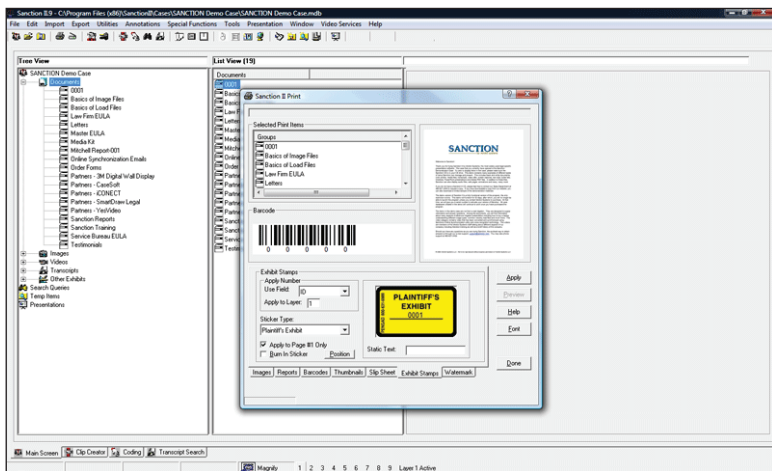 Sanction II.9 - C:\Program Files (x86)\SanctionII\Cases\SANCTION Demo Case\SANCTION Demo Case.mdb
File Edit Import Export Utilities Annotations Special Functions Tools Presentation Window Video Services Help
Tree View
List View (19)
SANCTION Demo Case
Documents
0001
Basics of Image Files
Basics of Load Files
Law Firm EULA
Letters
Master EULA
Media Kit
Mitchell Report-001
Online Synchronization Emails
Order Forms
Partners - 3M Digital Wall Display
Partners - CaseSoft
Partners - iCONECT
Partners - SmartDraw Legal
Partners - YesVideo
Sanction Reports
Sanction Training
Service Bureau EULA
Testimonials
Images
Videos
Transcripts
Other Exhibits
Search Queries
Temp Items
Presentations
Documents
0001
Sanction II Print
Selected Print Items
Groups
0001
Basics of Image Files
Basics of Load Files
Law Firm EULA
Letters
SANCTION
Barcode
0 0 0 0 0
Exhibit Stamps
Apply Number
Use Field: ID
Apply to Layer: 1
Sticker Type:
Plaintiff's Exhibit
Apply to Page #1 Only
Burn In Sticker Position
PLAINTIFF'S
EXHIBIT
0001
Static Text:
Apply
Preview
Help
Font
Done
Images Reports Barcodes Thumbnails Slip Sheet Exhibit Stamps Watermark
Main Screen Clip Creator Coding Transcript Search
Magnify 1 2 3 4 5 6 7 8 9 Layer 1 Active